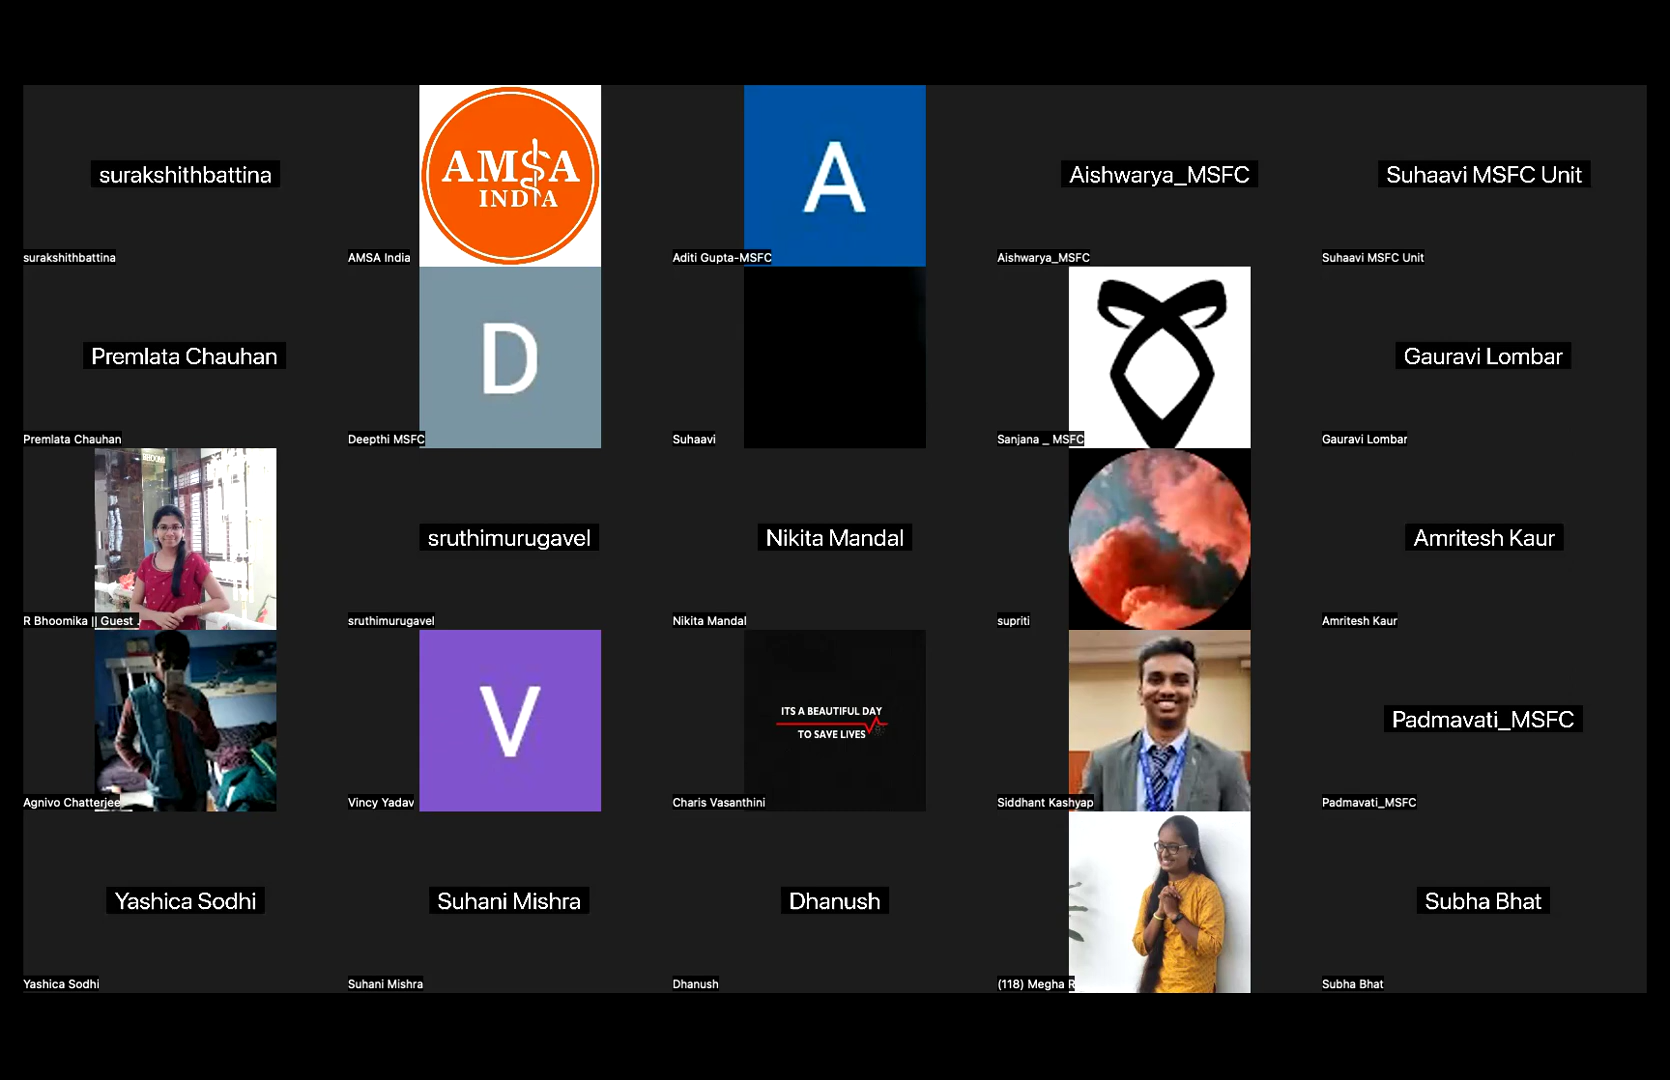 surakshithbattina
surakshithbattina
AMSA
INDIA
AMSA India
A
Aditi Gupta-MSFC
Aishwarya_MSFC
Aishwarya_MSFC
Suhaavi MSFC Unit
Suhaavi MSFC Unit
Premlata Chauhan
Premlata Chauhan
D
Deepthi MSFC
Suhaavi
Sanjana _ MSFC
Gauravi Lombar
Gauravi Lombar
R Bhoomika || Guest
sruthimurugavel
sruthimurugavel
Nikita Mandal
Nikita Mandal
supriti
Amritesh Kaur
Amritesh Kaur
Agnivo Chatterjee
V
Vincy Yadav
ITS A BEAUTIFUL DAY
TO SAVE LIVES
Charis Vasanthini
Siddhant Kashyap
Padmavati_MSFC
Padmavati_MSFC
Yashica Sodhi
Yashica Sodhi
Suhani Mishra
Suhani Mishra
Dhanush
Dhanush
(118) Megha R
Subha Bhat
Subha Bhat